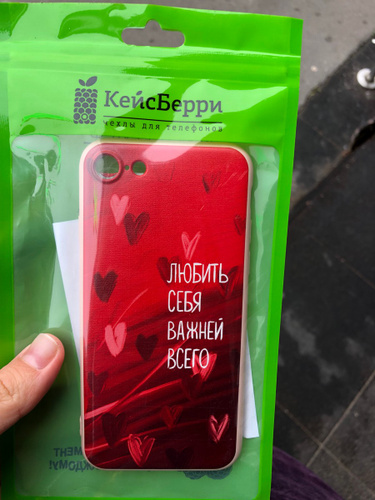 КейсБерри
чехлы для телефонов
ЛЮБИТЬ
СЕБЯ
ВАЖНЕЙ
ВСЕГО